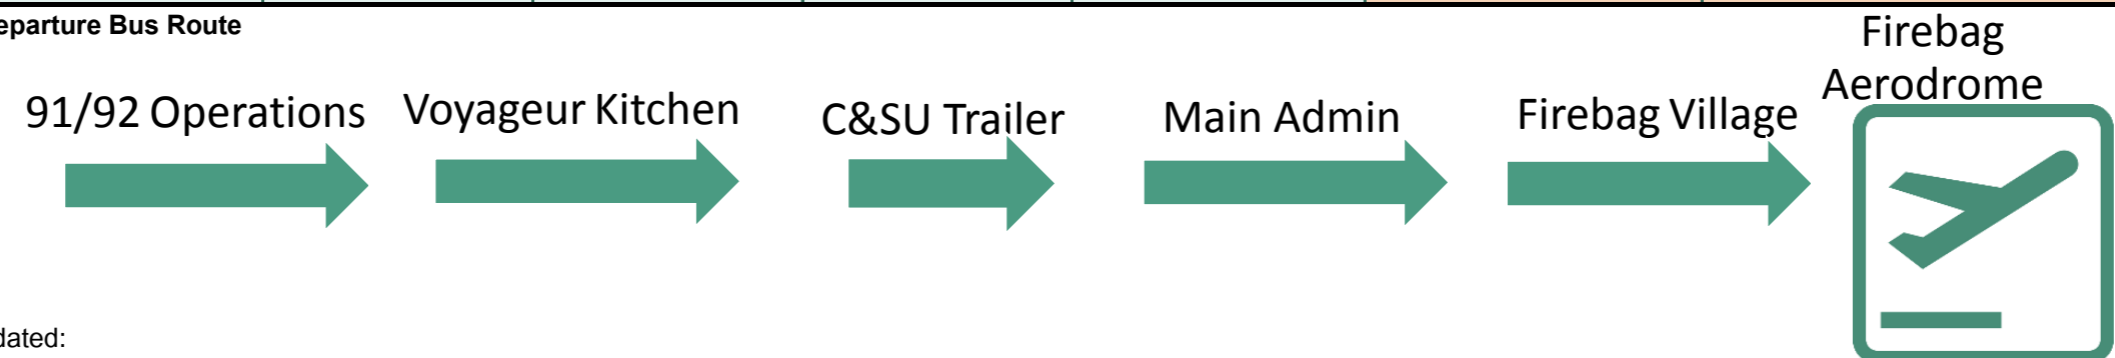 eparture Bus Route
91/92 Operations
Voyageur Kitchen
C&SU Trailer
Main Admin
Firebag Village
Firebag
Aerodrome
dated: